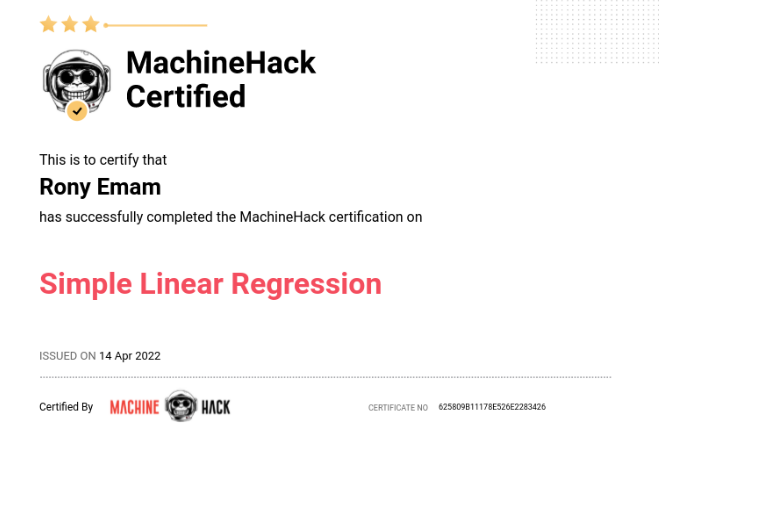 MachineHack
Certified
This is to certify that
Rony Emam
has successfully completed the MachineHack certification on
Simple Linear Regression
ISSUED ON 14 Apr 2022
Certified By MACHINE HACK CERTIFICATE NO 625809B11178E526E2283426